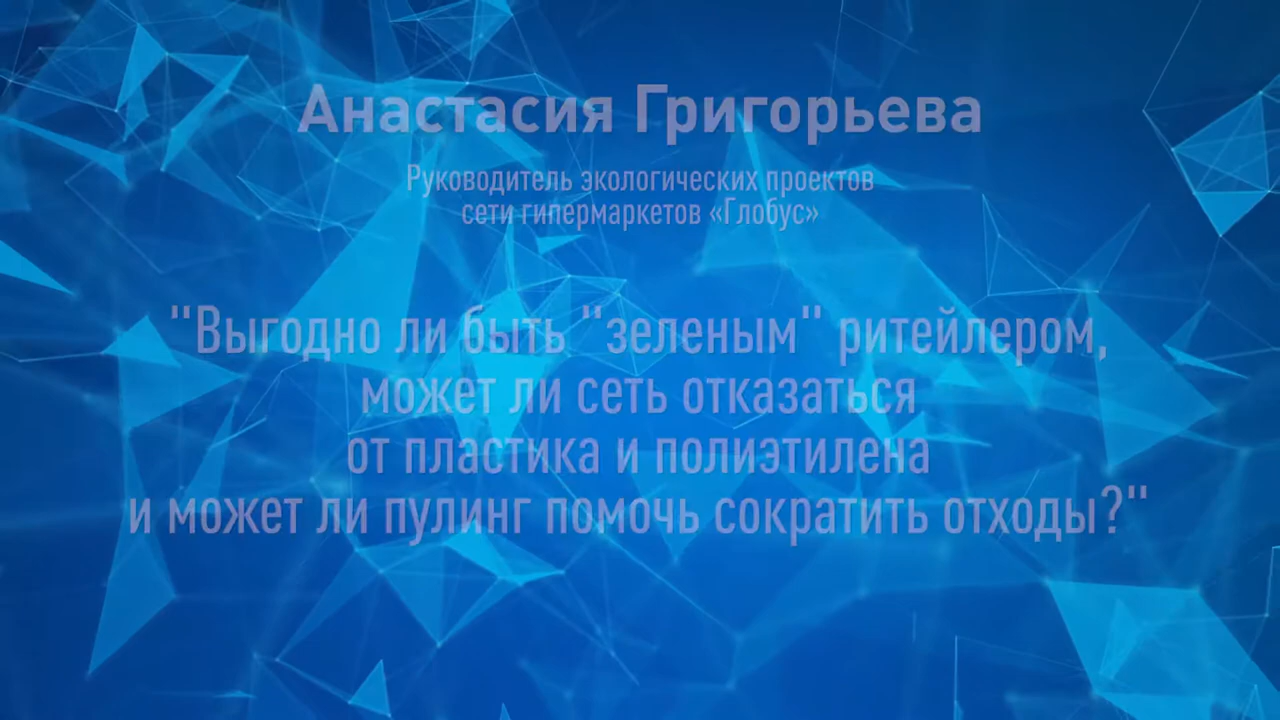 Анастасия Григорьева
Руководитель экологических проектов
сети гипермаркетов «Глобус»
"Выгодно ли быть "зеленым" ритейлером,
может ли сеть отказаться
от пластика и полиэтилена
и может ли пулинг помочь сократить отходы?"